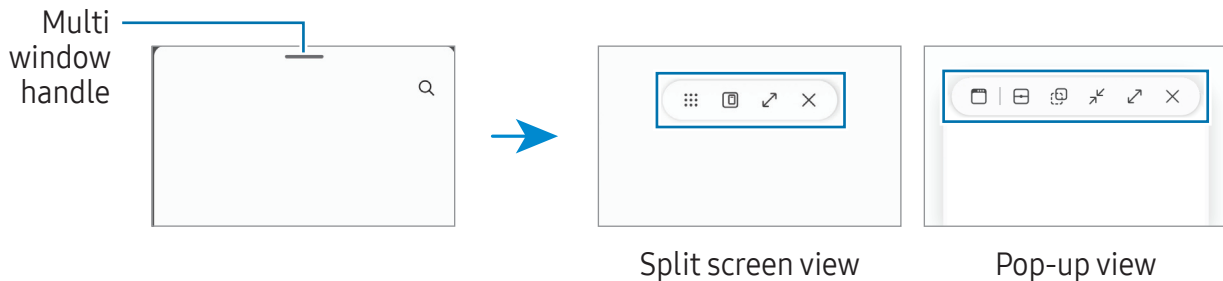 Multi
window
handle
Split screen view
Pop-up view